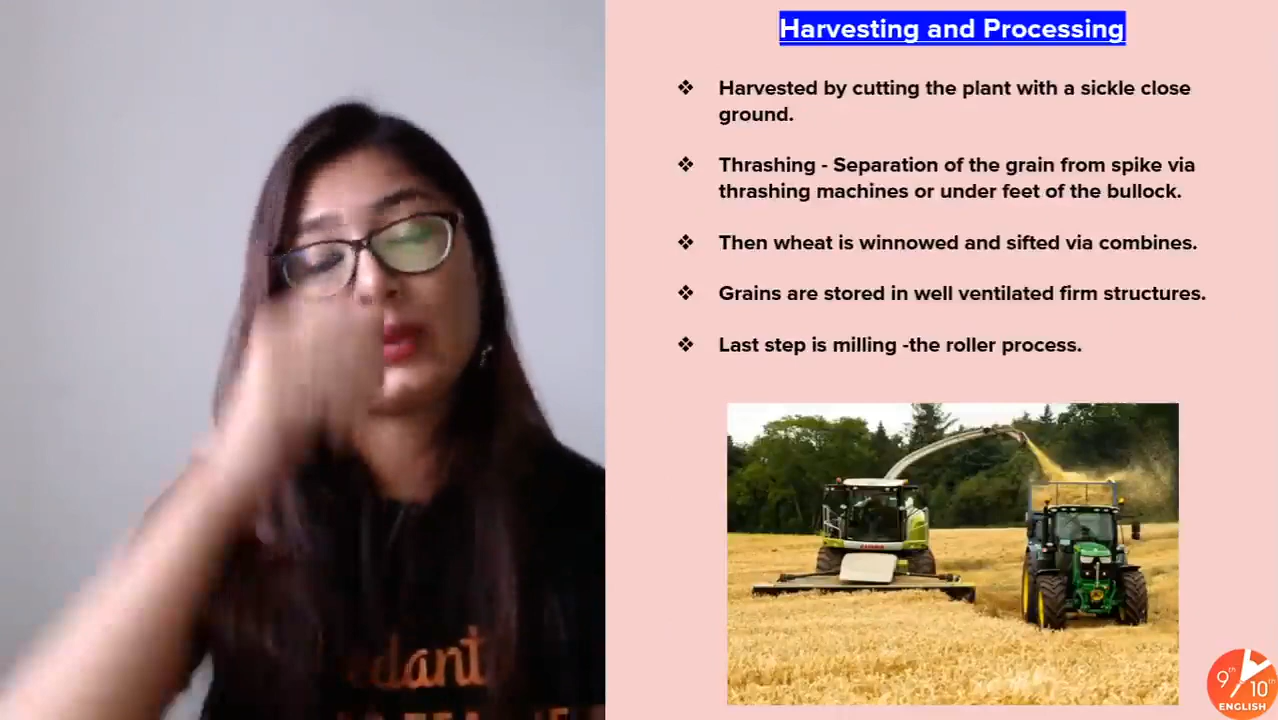 Harvesting and Processing
❖ Harvested by cutting the plant with a sickle close
ground.
❖ Thrashing - Separation of the grain from spike via
thrashing machines or under feet of the bullock.
❖ Then wheat is winnowed and sifted via combines.
❖ Grains are stored in well ventilated firm structures.
❖ Last step is milling -the roller process.
edant
9th
10th
ENGLISH